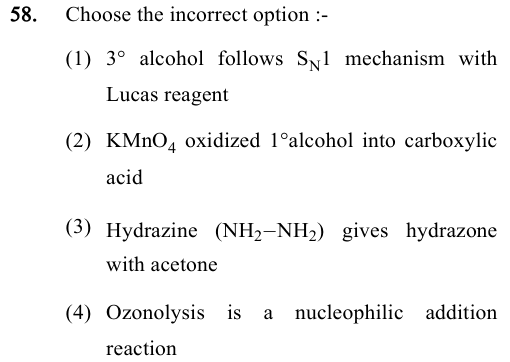 58. Choose the incorrect option :-
(1) 3° alcohol follows S_N1 mechanism with
Lucas reagent
(2) KMnO₄ oxidized 1°alcohol into carboxylic
acid
(3) Hydrazine (NH₂−NH₂) gives hydrazone
with acetone
(4) Ozonolysis is a nucleophilic addition
reaction